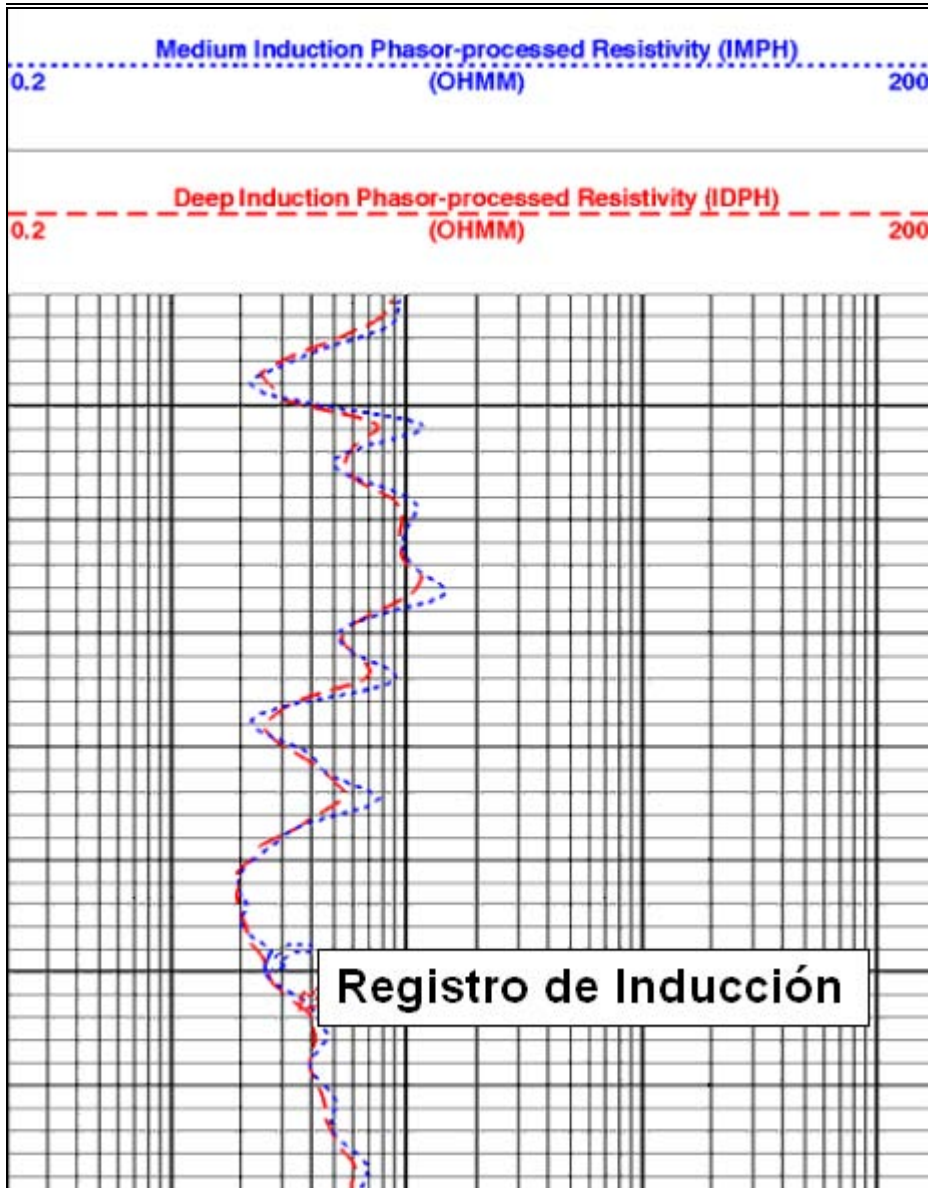 Medium Induction Phasor-processed Resistivity (IMPH)
0.2 (OHMM) 200
Deep Induction Phasor-processed Resistivity (IDPH)
0.2 (OHMM) 200
Registro de Inducción